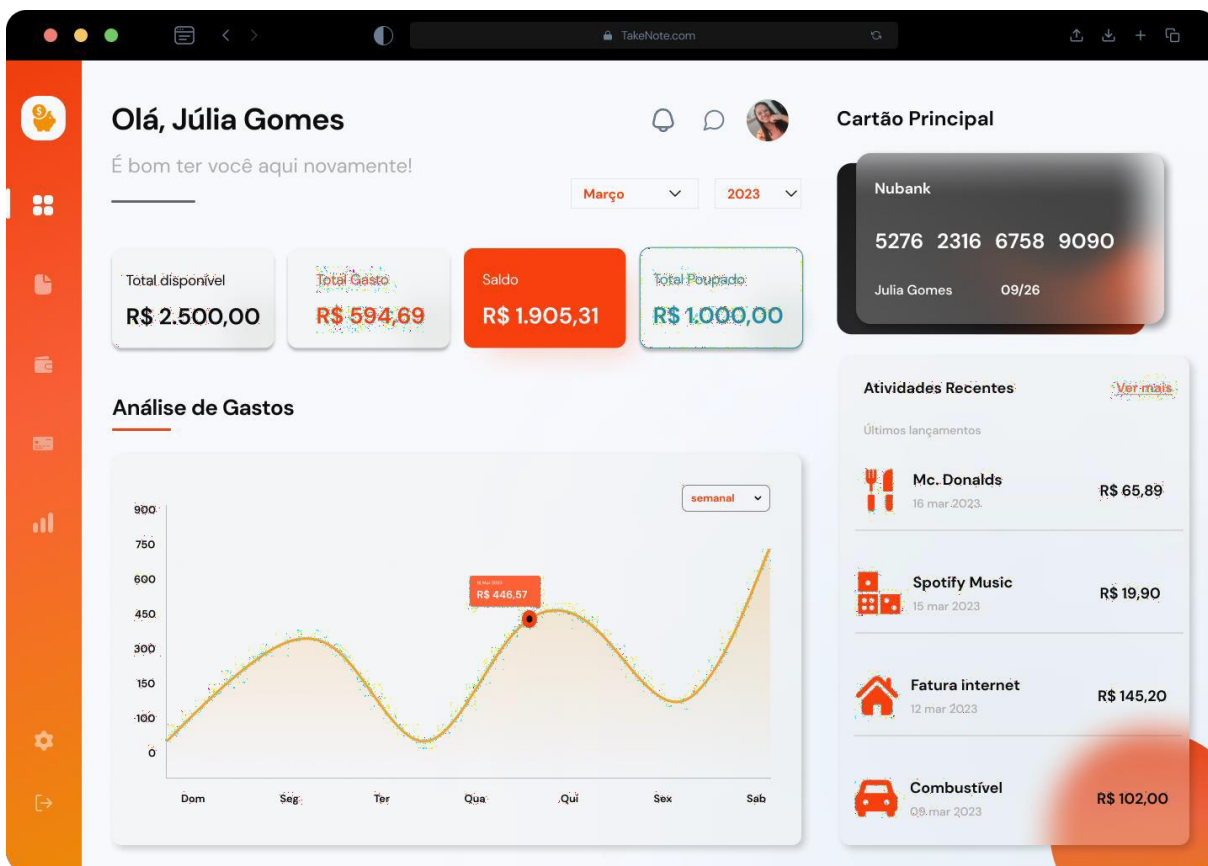 TakeNote.com
Olá, Júlia Gomes
É bom ter você aqui novamente!
Março
2023
Total disponível
R$ 2.500,00
Total Gasto
R$ 594,69
Saldo
R$ 1.905,31
Total Poupado
R$ 1.000,00
Análise de Gastos
semanal
900
750
600
450
300
150
100
0
R$ 446,57
Dom
Seg
Ter
Qua
Qui
Sex
Sab
Cartão Principal
Nubank
5276 2316 6758 9090
Julia Gomes 09/26
Atividades Recentes
Ver mais
Últimos lançamentos
Mc. Donalds
16 mar 2023
R$ 65,89
Spotify Music
15 mar 2023
R$ 19,90
Fatura internet
12 mar 2023
R$ 145,20
Combustível
09 mar 2023
R$ 102,00